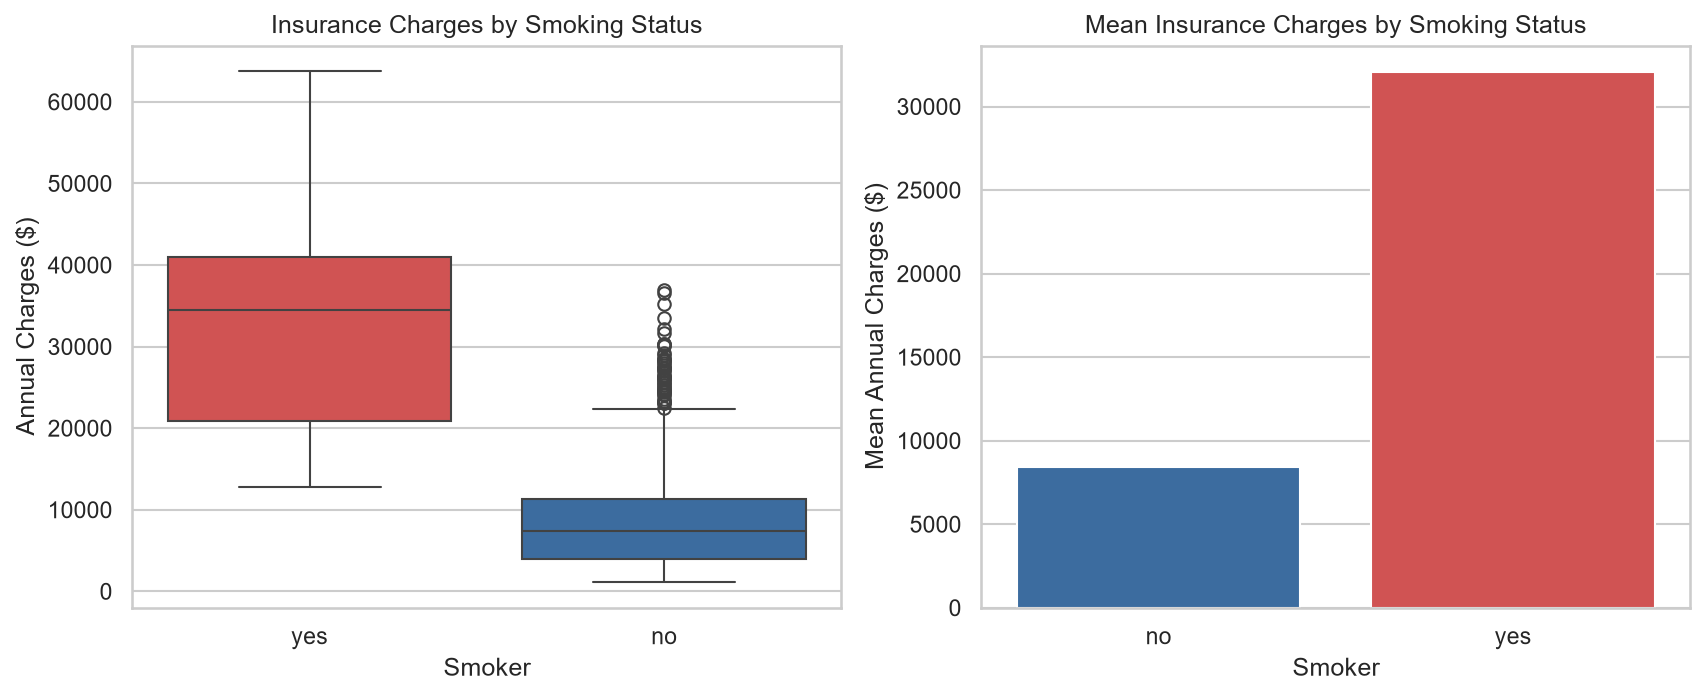 Insurance Charges by Smoking Status
Annual Charges ($)
60000
50000
40000
30000
20000
10000
0
yes no
Smoker
Mean Insurance Charges by Smoking Status
Mean Annual Charges ($)
30000
25000
20000
15000
10000
5000
0
no yes
Smoker